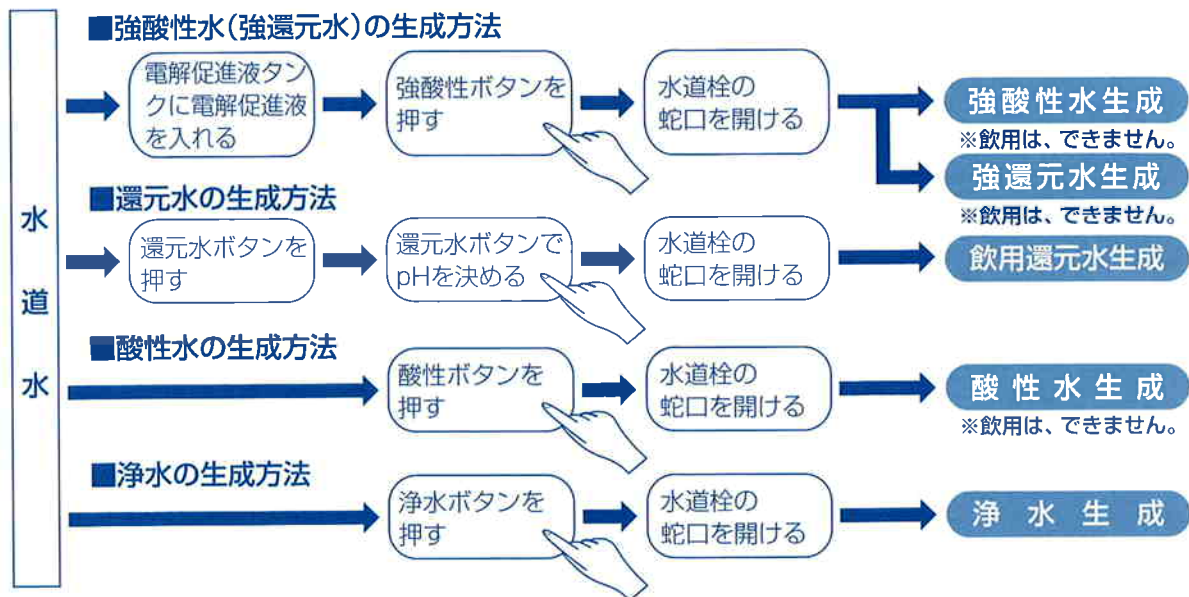 水道水
■強酸性水(強還元水)の生成方法
電解促進液タン
クに電解促進液
を入れる
強酸性ボタンを
押す
水道栓の
蛇口を開ける
強酸性水生成
※飲用は、できません。
強還元水生成
※飲用は、できません。
■還元水の生成方法
還元水ボタンを
押す
還元水ボタンで
pHを決める
水道栓の
蛇口を開ける
飲用還元水生成
■酸性水の生成方法
酸性ボタンを
押す
水道栓の
蛇口を開ける
酸性水生成
※飲用は、できません。
■浄水の生成方法
浄水ボタンを
押す
水道栓の
蛇口を開ける
浄水生成